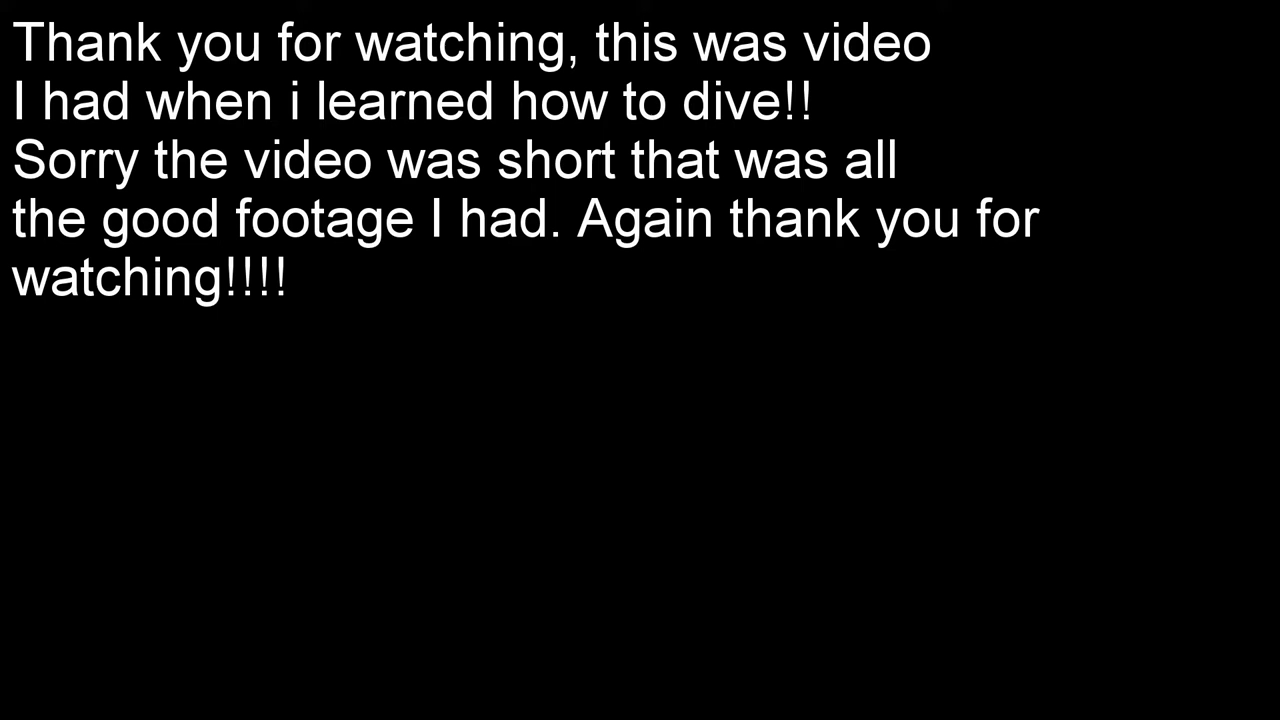 Thank you for watching, this was video
I had when i learned how to dive!!
Sorry the video was short that was all
the good footage I had. Again thank you for
watching!!!!